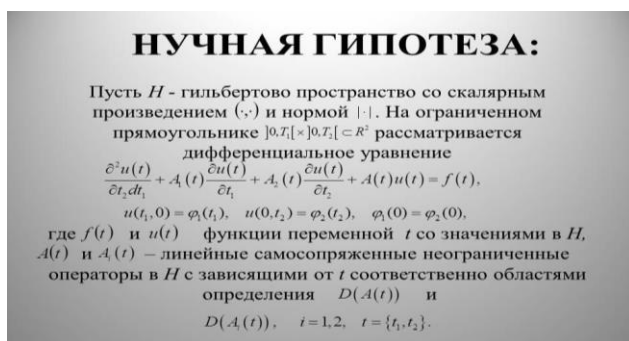 НУЧНАЯ ГИПОТЕЗА:
Пусть H - гильбертово пространство со скалярным
произведением (·,·) и нормой |·|. На ограниченном
прямоугольнике ]0,T₁[×]0,T₂[ ⊂ R² рассматривается
дифференциальное уравнение
∂²u(t)/∂t₂dt₁ + A₁(t) ∂u(t)/∂t₁ + A₂(t) ∂u(t)/∂t₂ + A(t)u(t) = f(t),
u(t₁,0) = φ₁(t₁), u(0,t₂) = φ₂(t₂), φ₁(0) = φ₂(0),
где f(t) и u(t) функции переменной t со значениями в H,
A(t) и Aᵢ(t) – линейные самосопряженные неограниченные
операторы в H с зависящими от t соответственно областями
определения D(A(t)) и
D(Aᵢ(t)), i=1,2, t={t₁,t₂}.